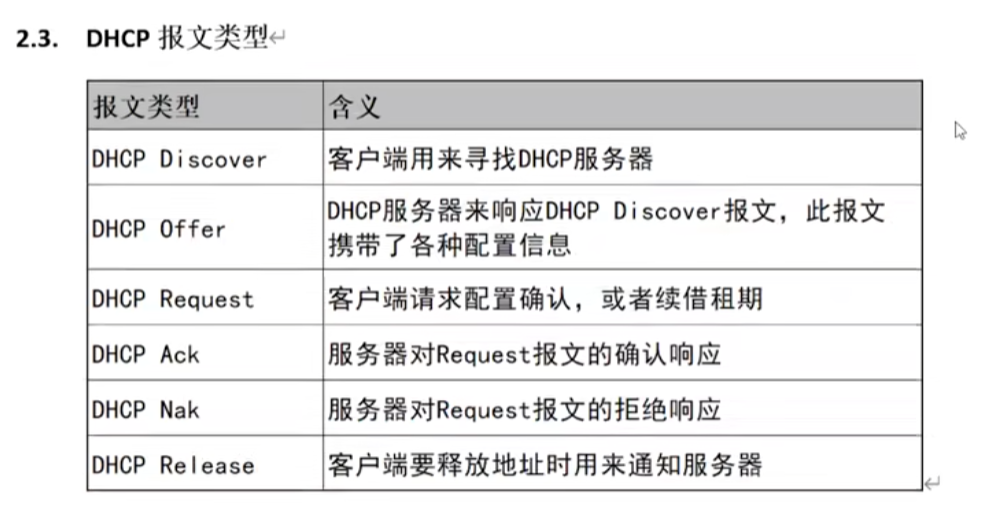 2.3. DHCP 报文类型
报文类型 含义
DHCP Discover 客户端用来寻找DHCP服务器
DHCP Offer DHCP服务器来响应DHCP Discover报文，此报文
携带了各种配置信息
DHCP Request 客户端请求配置确认，或者续借租期
DHCP Ack 服务器对Request报文的确认响应
DHCP Nak 服务器对Request报文的拒绝响应
DHCP Release 客户端要释放地址时用来通知服务器